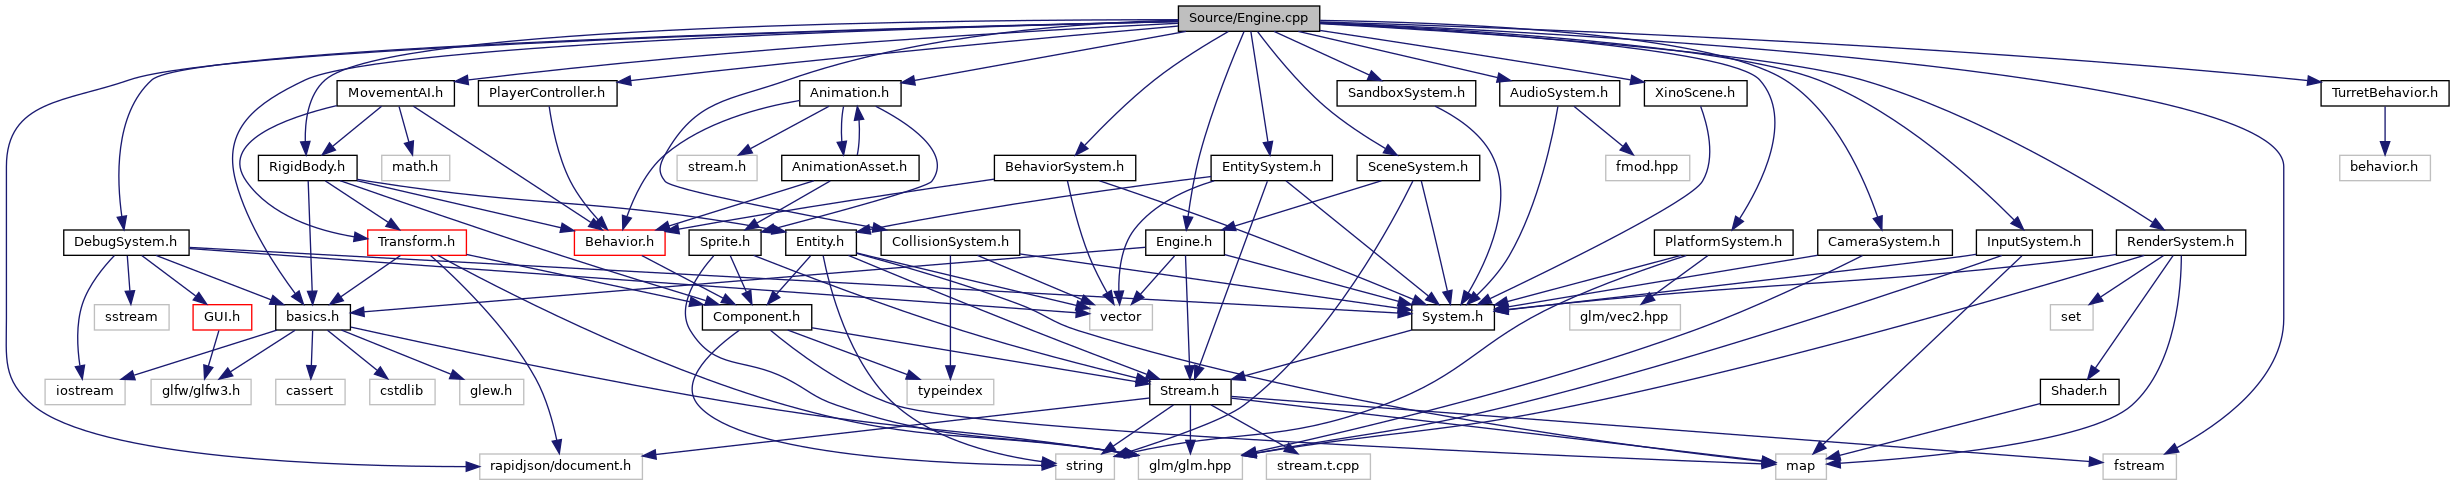 Source/Engine.cpp
MovementAI.h
PlayerController.h
Animation.h
SandboxSystem.h
AudioSystem.h
XinoScene.h
TurretBehavior.h
RigidBody.h
math.h
stream.h
AnimationAsset.h
BehaviorSystem.h
EntitySystem.h
SceneSystem.h
fmod.hpp
behavior.h
DebugSystem.h
Transform.h
Behavior.h
Sprite.h
Entity.h
CollisionSystem.h
Engine.h
PlatformSystem.h
CameraSystem.h
InputSystem.h
RenderSystem.h
sstream
GUI.h
basics.h
Component.h
vector
System.h
glm/vec2.hpp
set
iostream
glfw/glfw3.h
cassert
cstdlib
glew.h
typeindex
Stream.h
Shader.h
rapidjson/document.h
string
glm/glm.hpp
stream.t.cpp
map
fstream